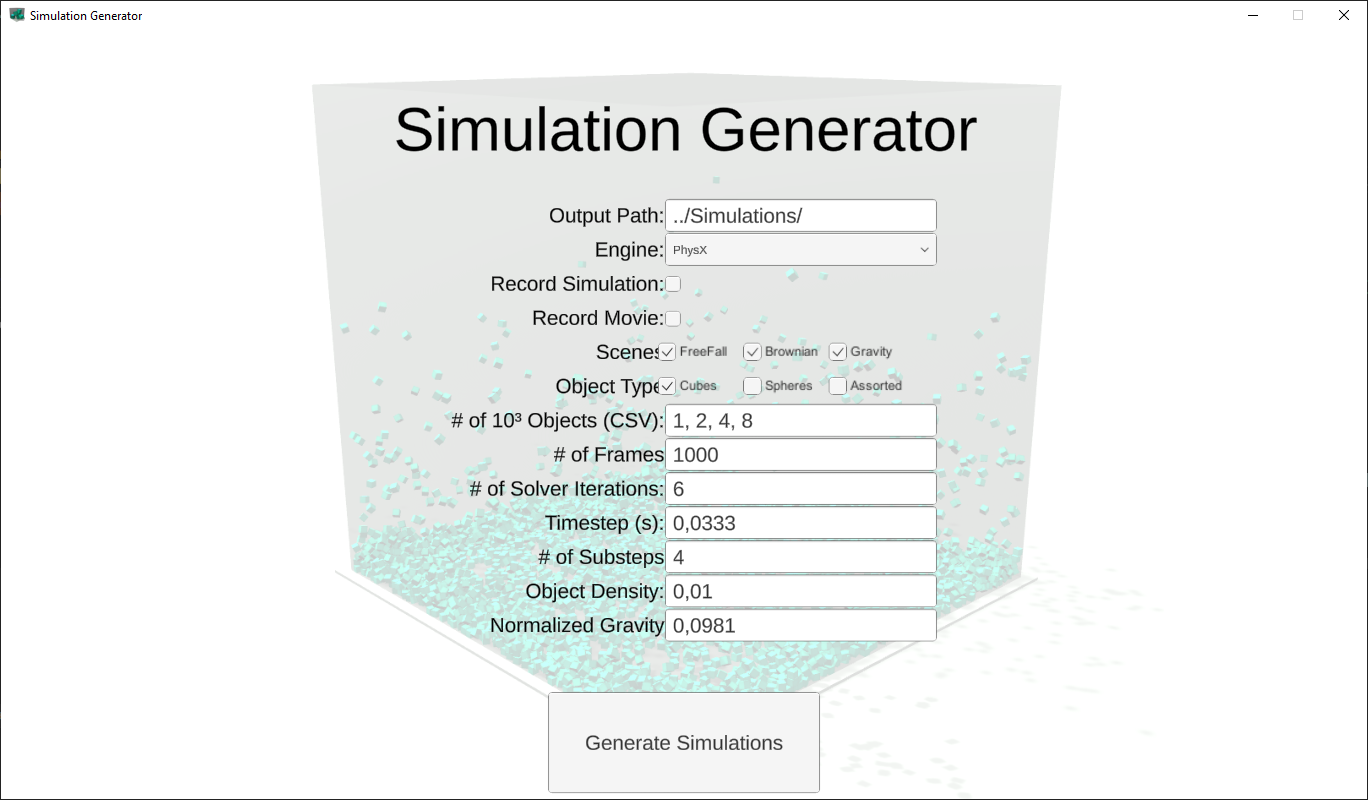 Simulation Generator
Simulation Generator
Output Path: ../Simulations/
Engine: PhysX
Record Simulation:
Record Movie:
Scenes FreeFall Brownian Gravity
Object Type Cubes Spheres Assorted
# of 10³ Objects (CSV): 1, 2, 4, 8
# of Frames 1000
# of Solver Iterations: 6
Timestep (s): 0,0333
# of Substeps 4
Object Density: 0,01
Normalized Gravity 0,0981
Generate Simulations